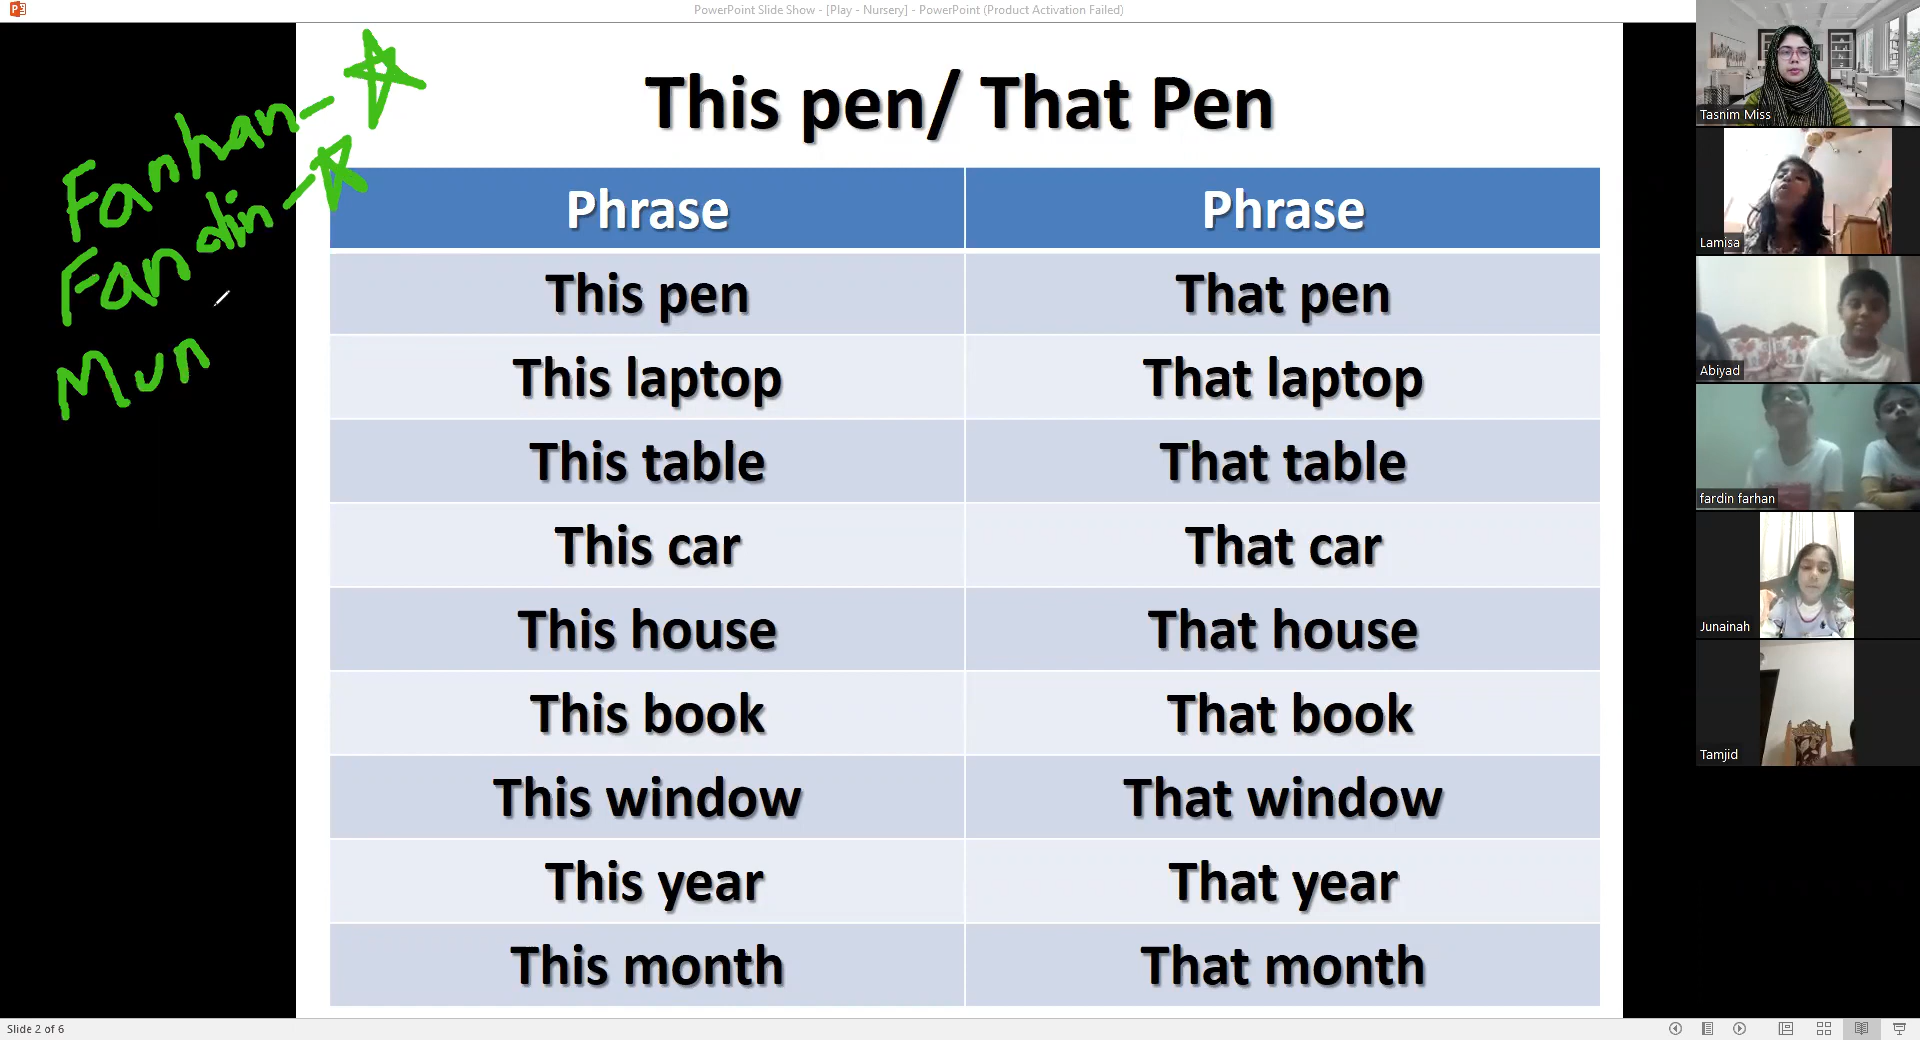 PowerPoint Slide Show - [Play - Nursery] - PowerPoint (Product Activation Failed)
Fanhan-
Fandin-
Mun
This pen/ That Pen
Phrase Phrase
This pen That pen
This laptop That laptop
This table That table
This car That car
This house That house
This book That book
This window That window
This year That year
This month That month
Tasnim Miss
Lamisa
Abiyad
fardin farhan
Junainah
Tamjid
Slide 2 of 6